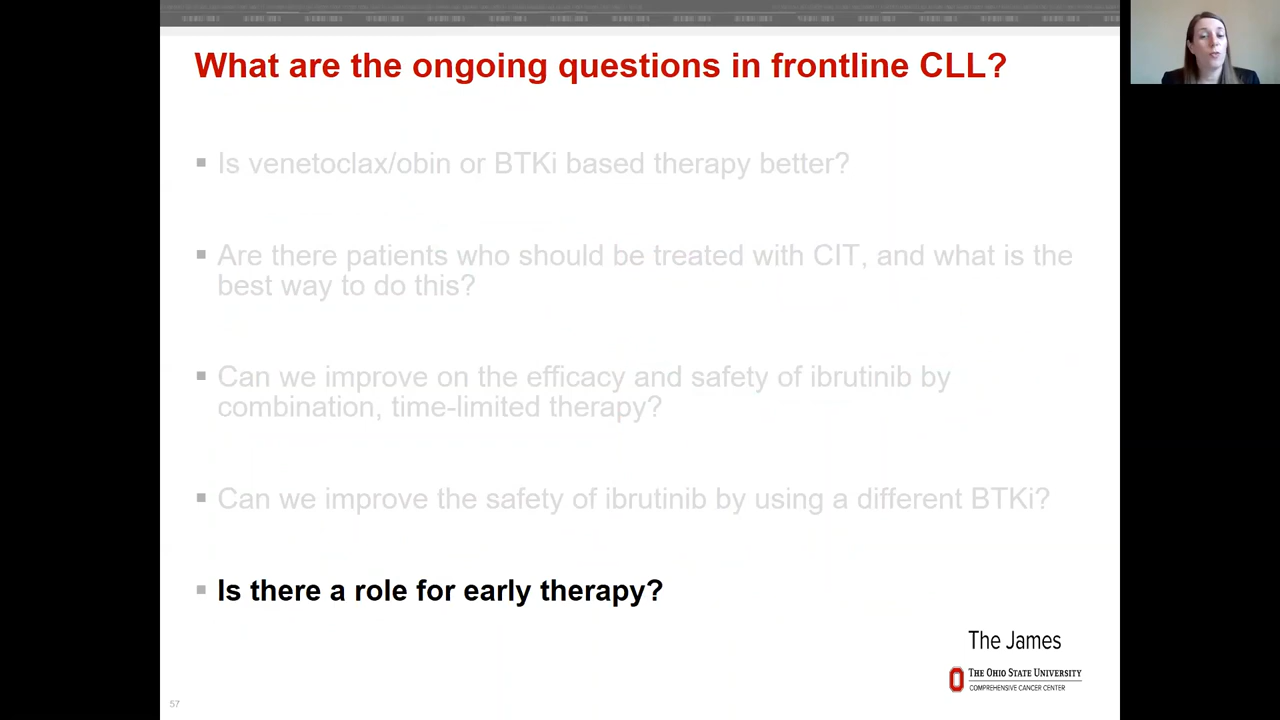 What are the ongoing questions in frontline CLL?
▪ Is venetoclax/obin or BTKi based therapy better?
▪ Are there patients who should be treated with CIT, and what is the
best way to do this?
▪ Can we improve on the efficacy and safety of ibrutinib by
combination, time-limited therapy?
▪ Can we improve the safety of ibrutinib by using a different BTKi?
▪ Is there a role for early therapy?
The James
THE OHIO STATE UNIVERSITY
COMPREHENSIVE CANCER CENTER
57